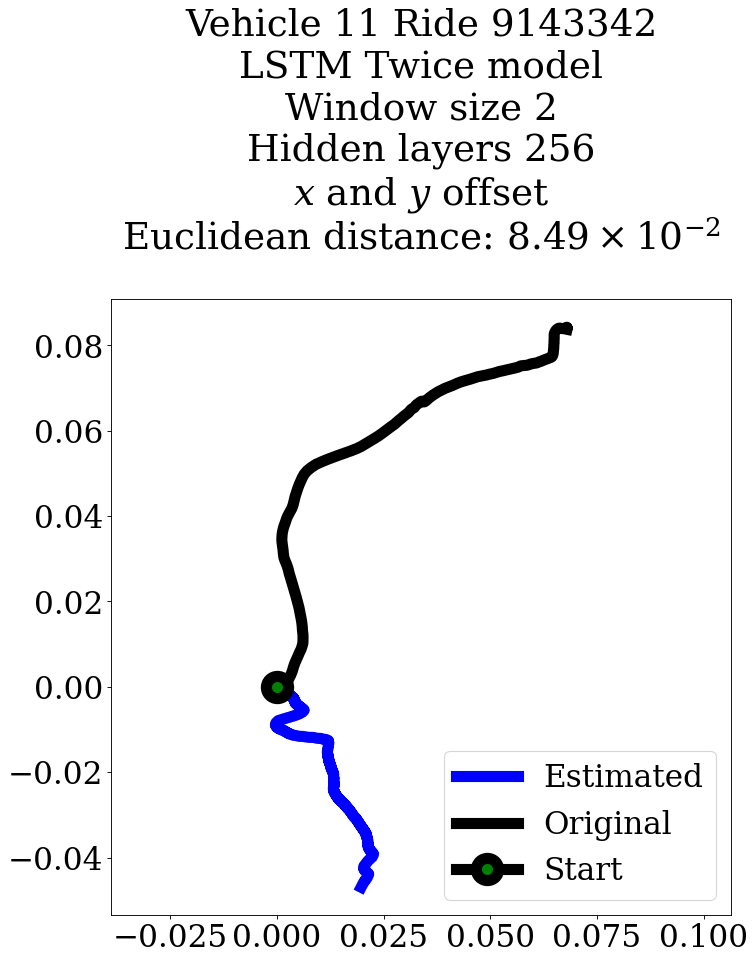 Vehicle 11 Ride 9143342
LSTM Twice model
Window size 2
Hidden layers 256
x and y offset
Euclidean distance: 8.49 × 10⁻²
0.08
0.06
0.04
0.02
0.00
−0.02
−0.04
Estimated
Original
Start
−0.025 0.000 0.025 0.050 0.075 0.100